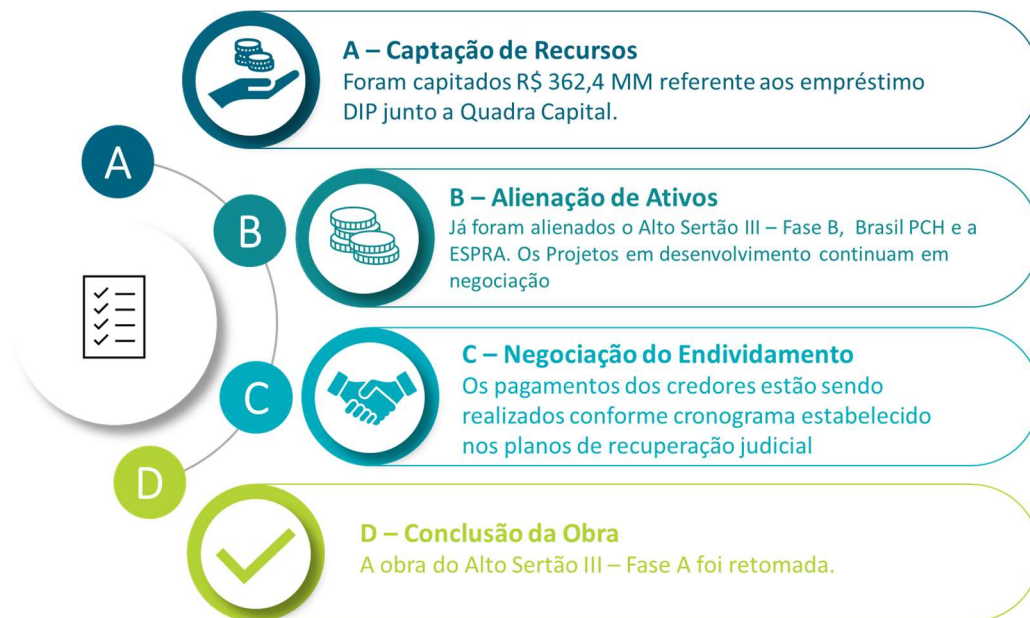 A – Captação de Recursos
Foram capitados R$ 362,4 MM referente aos empréstimo
DIP junto a Quadra Capital.
A
B
B – Alienação de Ativos
Já foram alienados o Alto Sertão III – Fase B, Brasil PCH e a
ESPRA. Os Projetos em desenvolvimento continuam em
negociação
C
C – Negociação do Endividamento
Os pagamentos dos credores estão sendo
realizados conforme cronograma estabelecido
nos planos de recuperação judicial
D
D – Conclusão da Obra
A obra do Alto Sertão III – Fase A foi retomada.